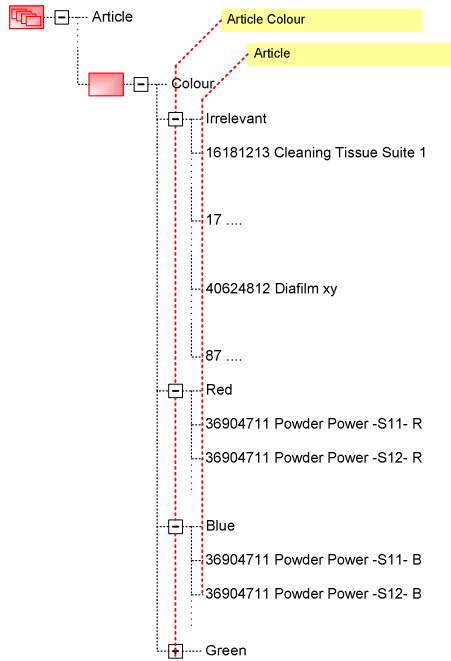 Article Colour
Article
Article
Colour
Irrelevant
16181213 Cleaning Tissue Suite 1
17 ....
40624812 Diafilm xy
87 ....
Red
36904711 Powder Power -S11- R
36904711 Powder Power -S12- R
Blue
36904711 Powder Power -S11- B
36904711 Powder Power -S12- B
Green